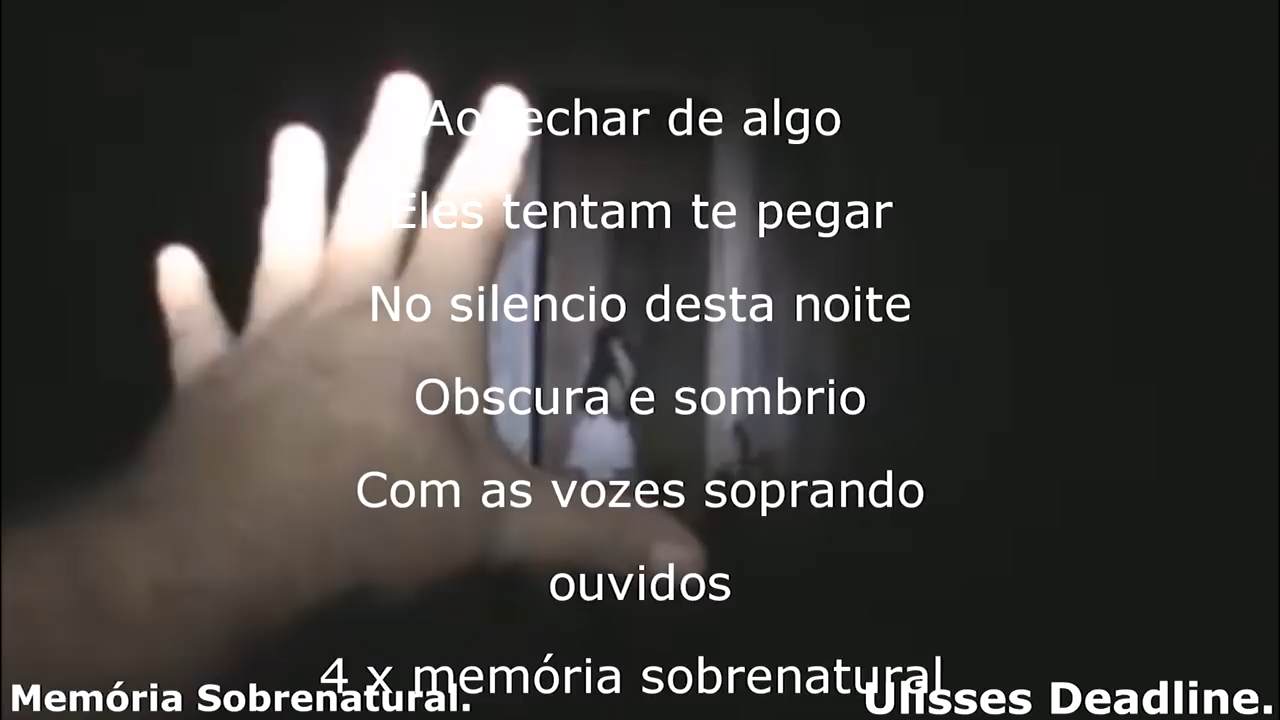 Ao fechar de algo
Eles tentam te pegar
No silencio desta noite
Obscura e sombrio
Com as vozes soprando
ouvidos
4 x memória sobrenatural
Memória Sobrenatural.
Ulisses Deadline.